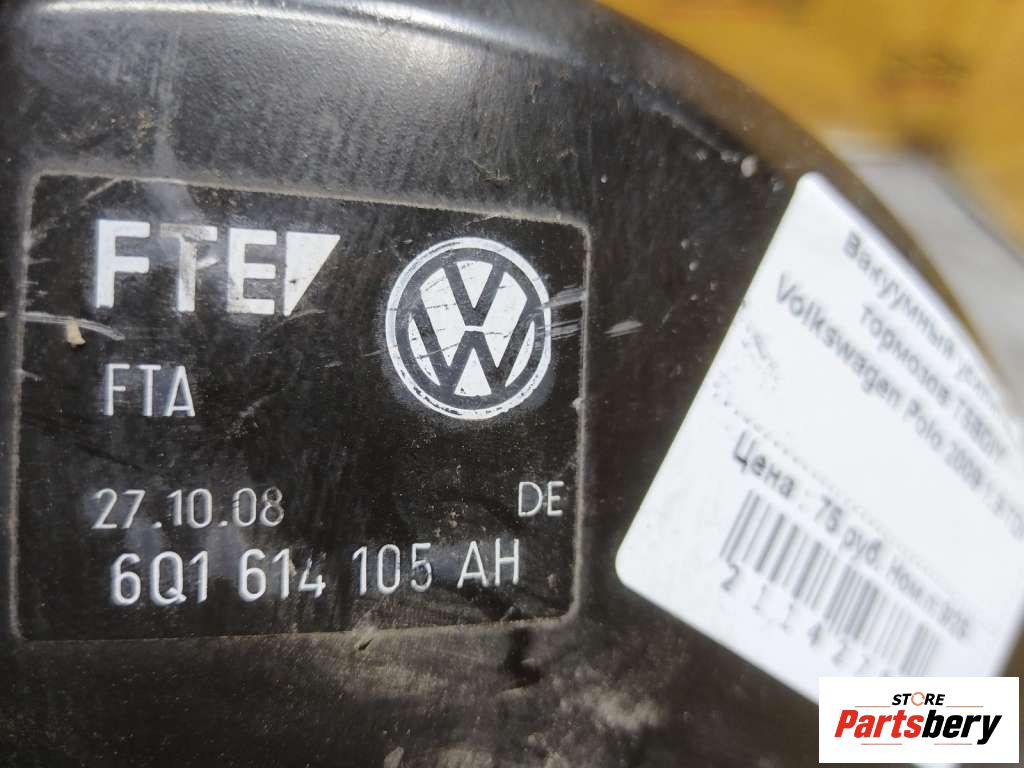 FTE
FTA
27.10.08
DE
6Q1 614 105 AH
Вакуумный
тормозов
Volkswagen Polo 2009
Цена : 75 руб.
STORE
Partsbery